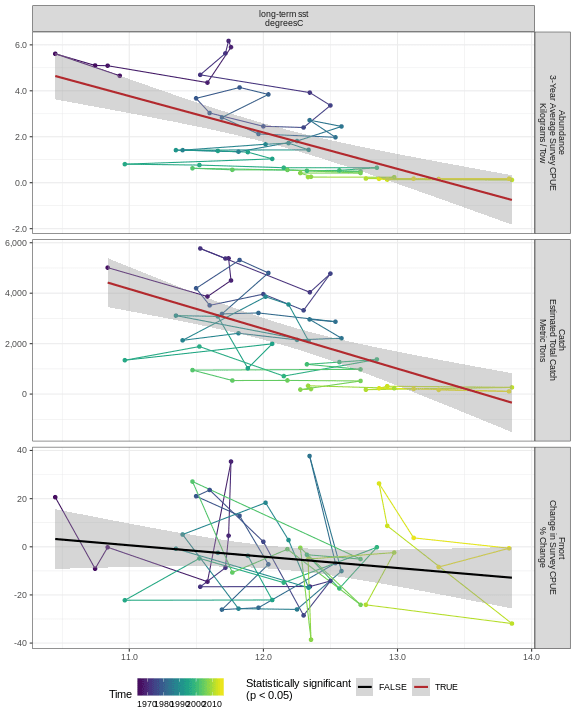 long-term sst
degreesC
6.0
4.0
2.0
0.0
-2.0
Abundance
3-Year Average Survey CPUE
Kilograms / Tow
6,000
4,000
2,000
0
Catch
Estimated Total Catch
Metric Tons
40
20
0
-20
-40
Fmort
Change in Survey CPUE
% Change
11.0
12.0
13.0
14.0
Time
1970 1980 1990 2000 2010
Statistically significant
(p < 0.05)
FALSE
TRUE